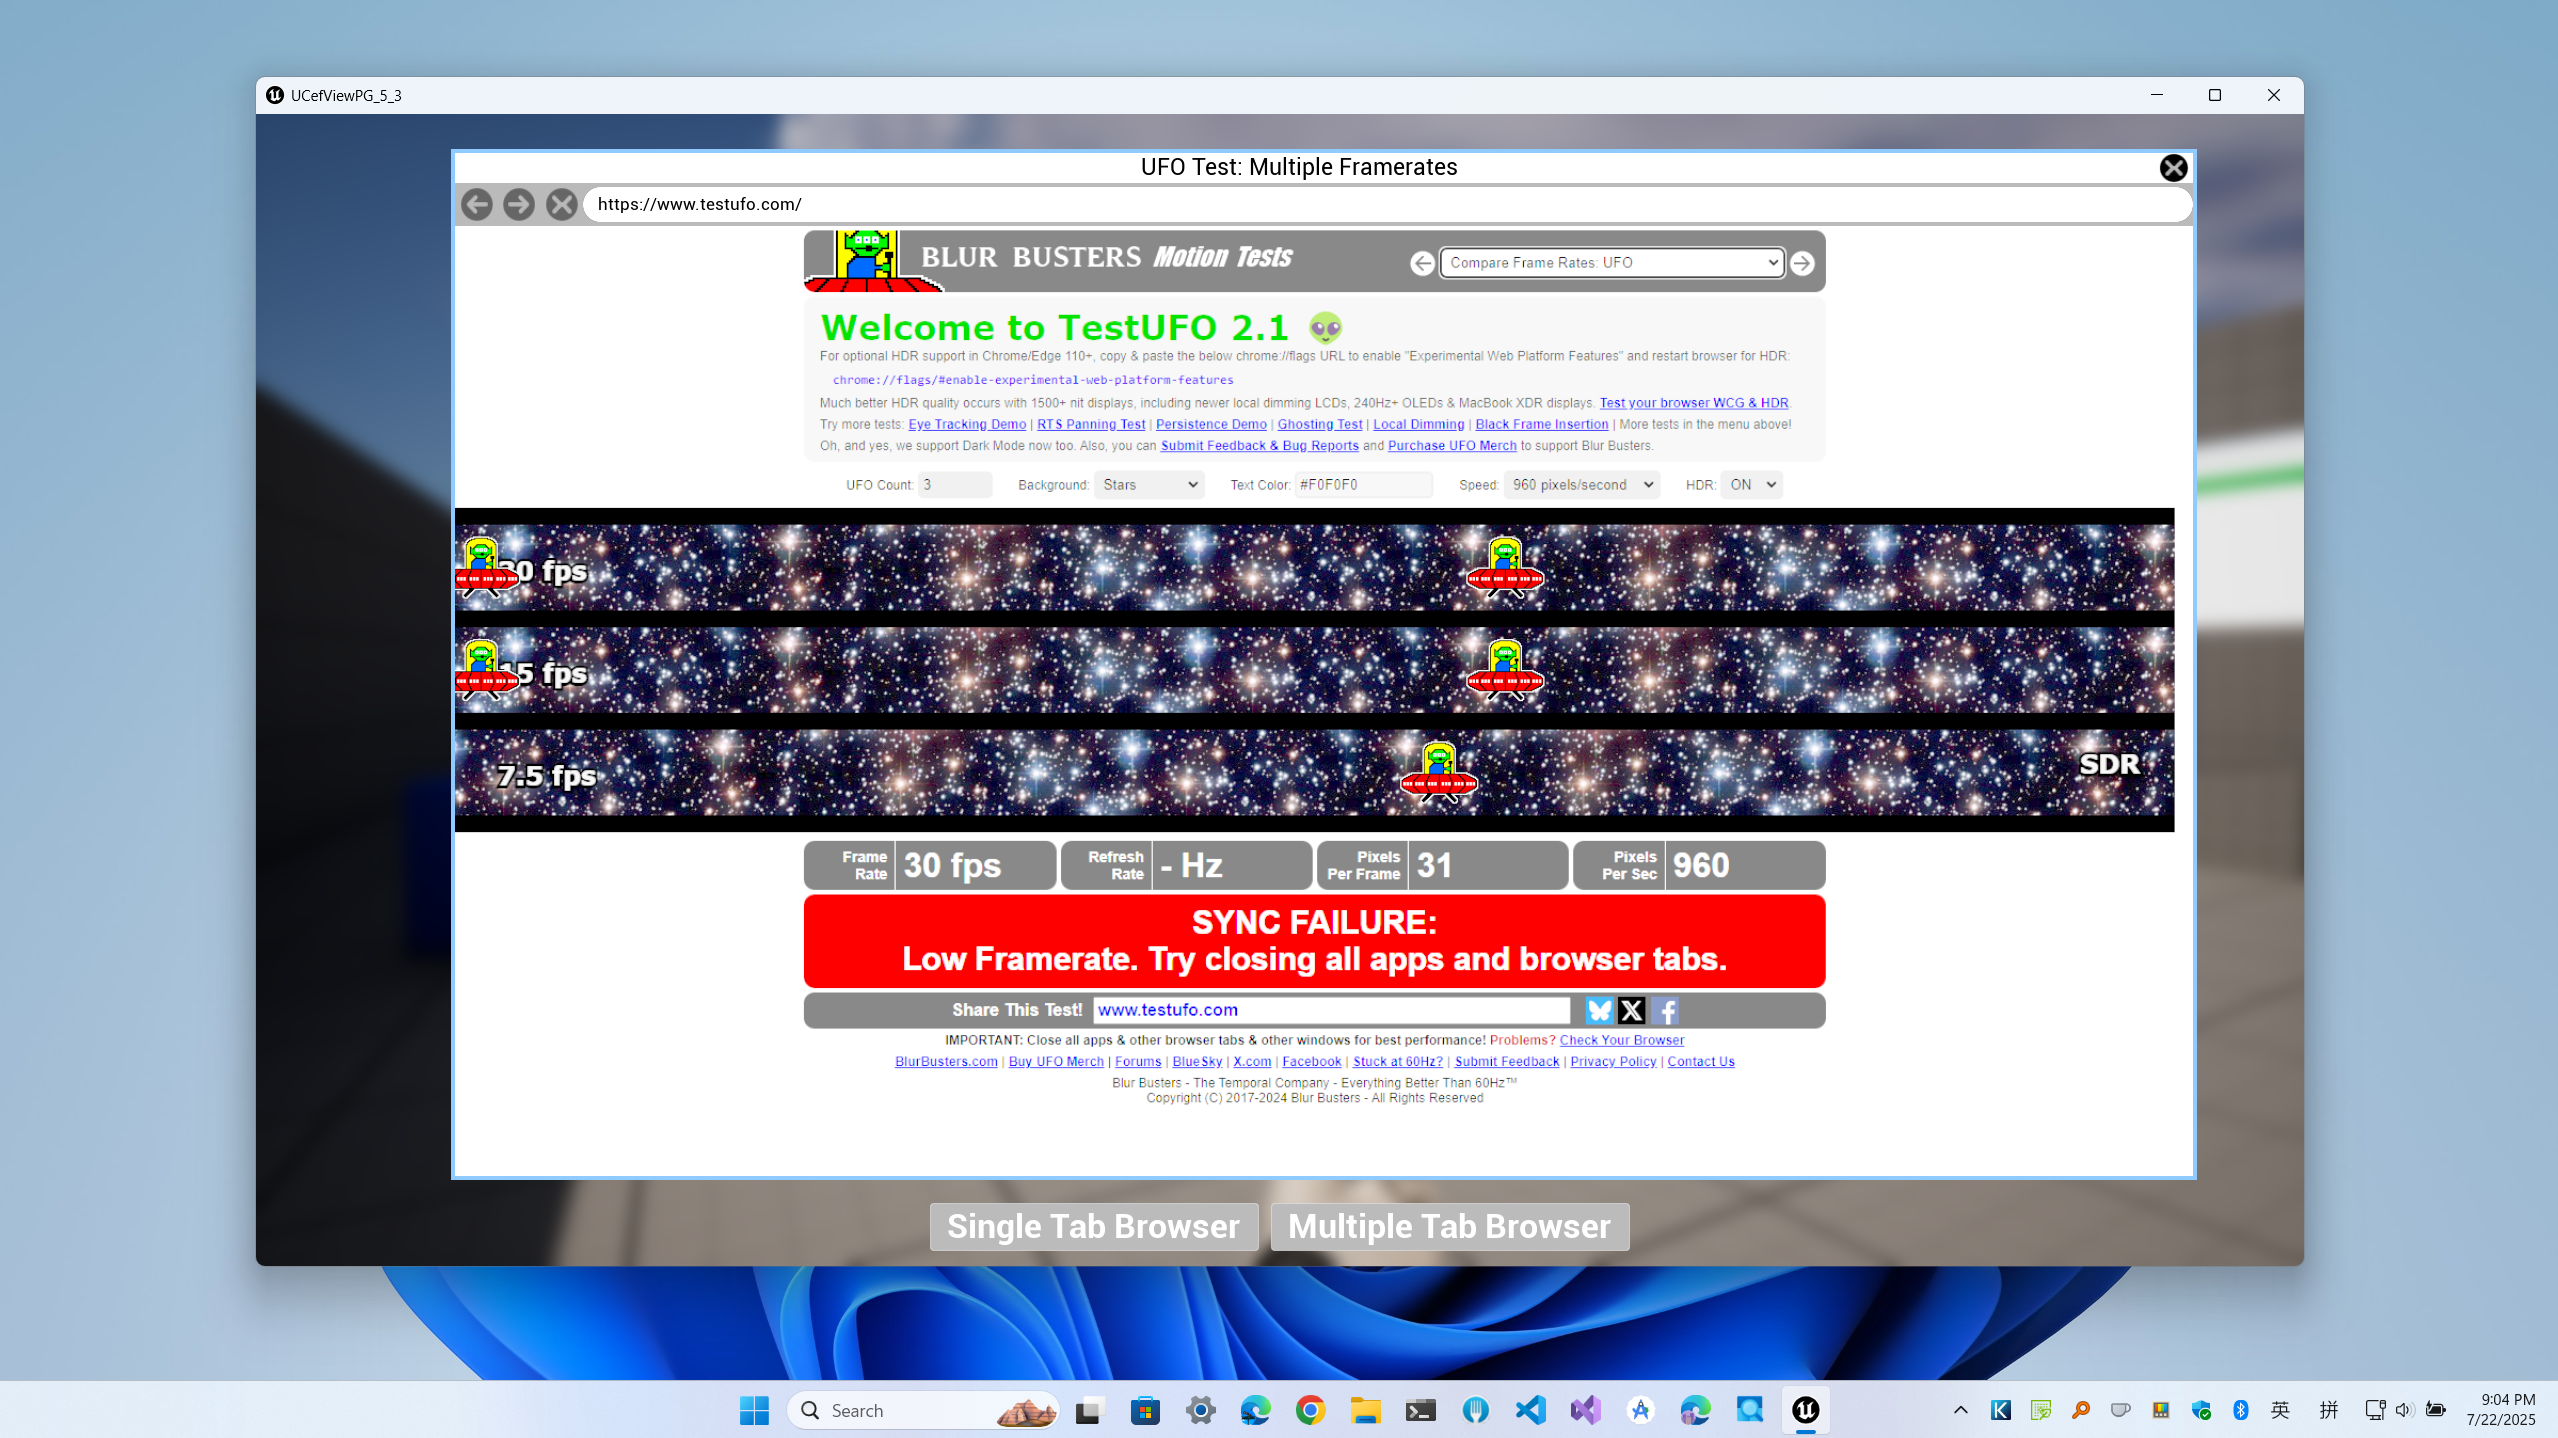 UCefViewPG_5_3
UFO Test: Multiple Framerates
https://www.testufo.com/
BLUR BUSTERS Motion Tests
Compare Frame Rates: UFO
Welcome to TestUFO 2.1
For optional HDR support in Chrome/Edge 110+, copy & paste the below chrome://flags URL to enable "Experimental Web Platform Features" and restart browser for HDR:
chrome://flags/#enable-experimental-web-platform-features
Much better HDR quality occurs with 1500+ nit displays, including newer local dimming LCDs, 240Hz+ OLEDs & MacBook XDR displays. Test your browser WCG & HDR.
Try more tests: Eye Tracking Demo | RTS Panning Test | Persistence Demo | Ghosting Test | Local Dimming | Black Frame Insertion | More tests in the menu above!
Oh, and yes, we support Dark Mode now too. Also, you can Submit Feedback & Bug Reports and Purchase UFO Merch to support Blur Busters.
UFO Count: 3 Background: Stars Text Color: #F0F0F0 Speed: 960 pixels/second HDR: ON
30 fps
15 fps
7.5 fps SDR
Frame Rate 30 fps Refresh Rate - Hz Pixels Per Frame 31 Pixels Per Sec 960
SYNC FAILURE:
Low Framerate. Try closing all apps and browser tabs.
Share This Test! www.testufo.com
IMPORTANT: Close all apps & other browser tabs & other windows for best performance! Problems? Check Your Browser
BlurBusters.com | Buy UFO Merch | Forums | BlueSky | X.com | Facebook | Stuck at 60Hz? | Submit Feedback | Privacy Policy | Contact Us
Blur Busters - The Temporal Company - Everything Better Than 60Hz™
Copyright (C) 2017-2024 Blur Busters - All Rights Reserved
Single Tab Browser Multiple Tab Browser
Search
英 拼
9:04 PM
7/22/2025